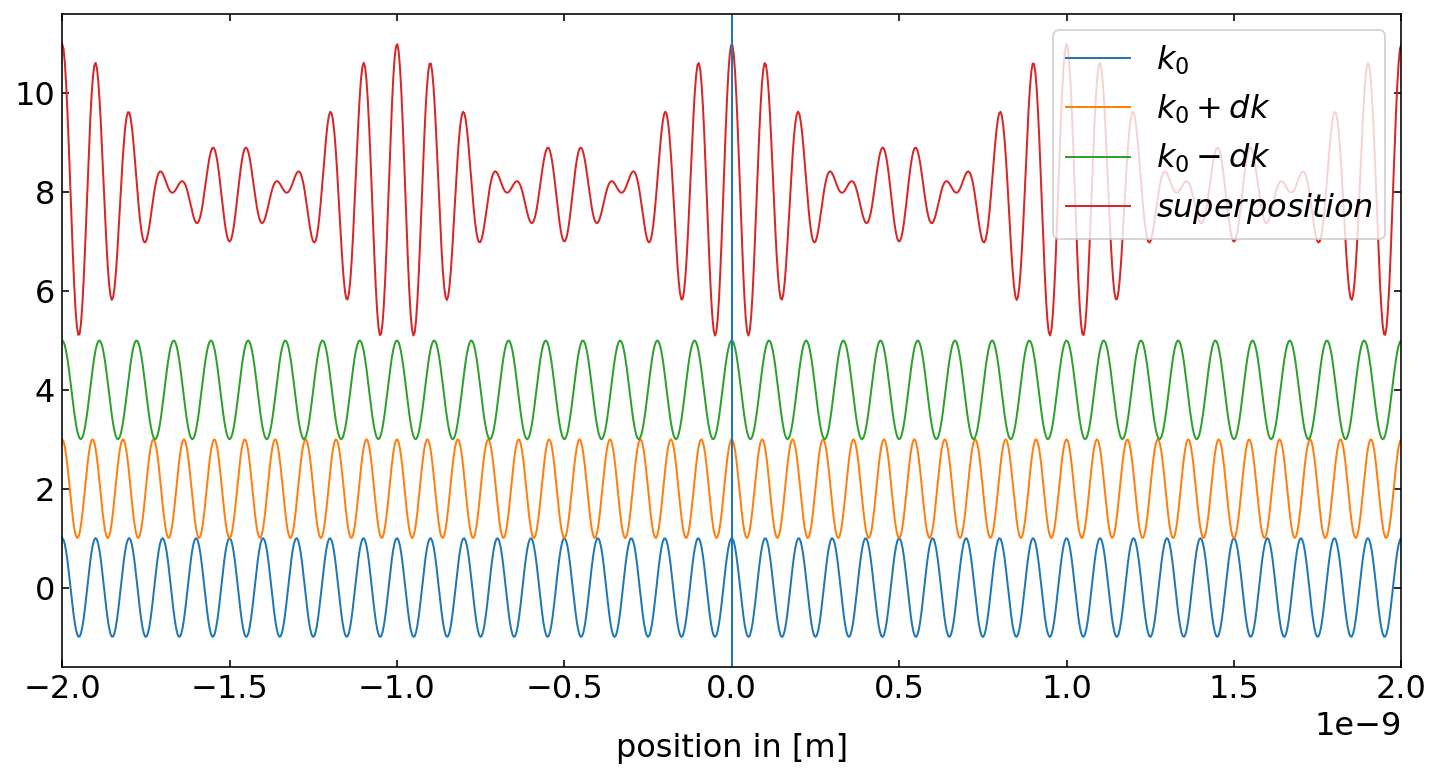 10
8
6
4
2
0
k₀
k₀ + dk
k₀ − dk
superposition
−2.0 −1.5 −1.0 −0.5 0.0 0.5 1.0 1.5 2.0
1e−9
position in [m]